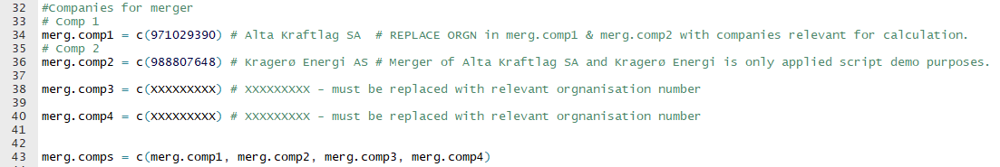 32 #Companies for merger
33 # Comp 1
34 merg.comp1 = c(971029390) # Alta Kraftlag SA  # REPLACE ORGN in merg.comp1 & merg.comp2 with companies relevant for calculation.
35 # Comp 2
36 merg.comp2 = c(988807648) # Kragerø Energi AS # Merger of Alta Kraftlag SA and Kragerø Energi is only applied script demo purposes.
37
38 merg.comp3 = c(XXXXXXXXX) # XXXXXXXXX - must be replaced with relevant orgnanisation number
39
40 merg.comp4 = c(XXXXXXXXX) # XXXXXXXXX - must be replaced with relevant orgnanisation number
41
42
43 merg.comps = c(merg.comp1, merg.comp2, merg.comp3, merg.comp4)